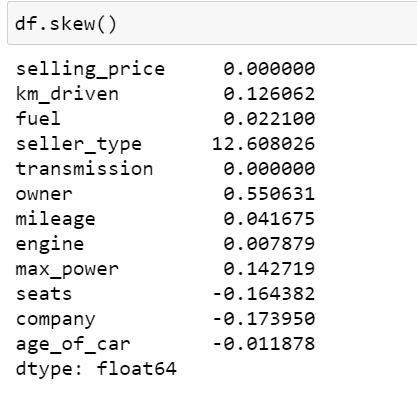 df.skew()
selling_price 0.000000
km_driven 0.126062
fuel 0.022100
seller_type 12.608026
transmission 0.000000
owner 0.550631
mileage 0.041675
engine 0.007879
max_power 0.142719
seats -0.164382
company -0.173950
age_of_car -0.011878
dtype: float64